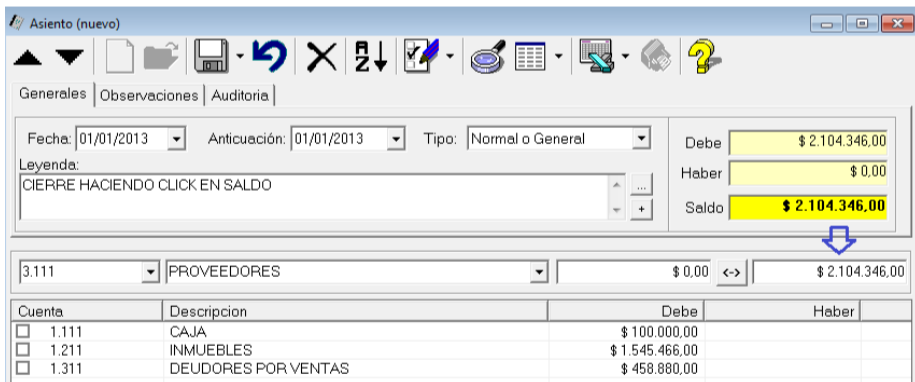 Asiento (nuevo)
Generales Observaciones Auditoria
Fecha: 01/01/2013 Anticuación: 01/01/2013 Tipo: Normal o General
Leyenda:
CIERRE HACIENDO CLICK EN SALDO
...
+
Debe $ 2.104.346,00
Haber $ 0,00
Saldo $ 2.104.346,00
3.111 PROVEEDORES $ 0,00 <-> $ 2.104.346,00
Cuenta Descripcion Debe Haber
1.111 CAJA $ 100.000,00
1.211 INMUEBLES $ 1.545.466,00
1.311 DEUDORES POR VENTAS $ 458.880,00